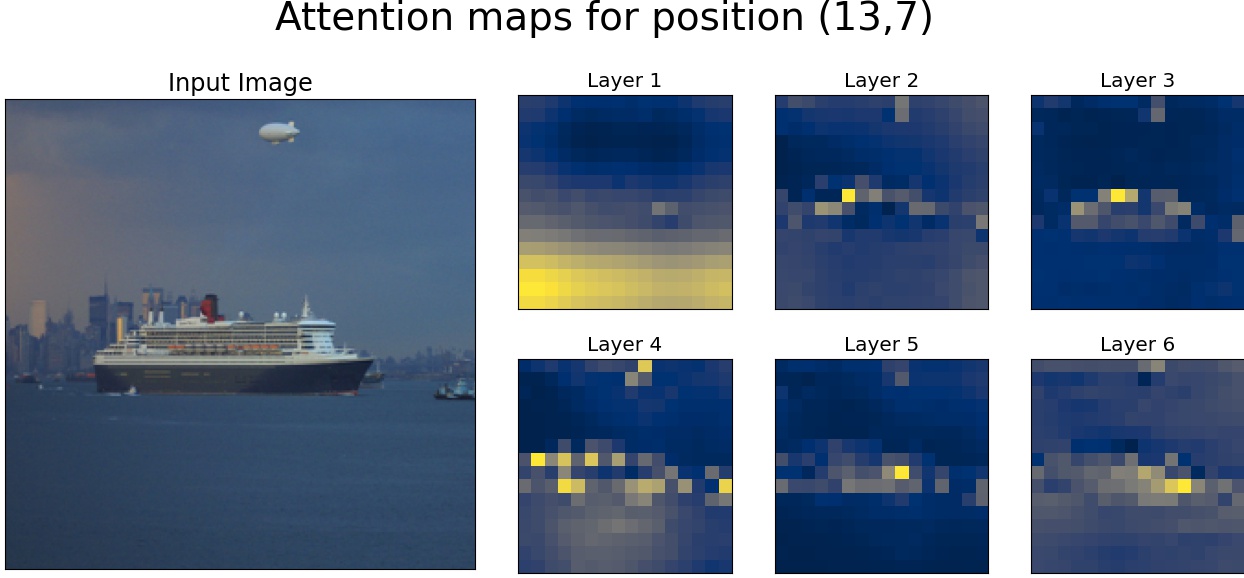 Attention maps for position (13,7)
Input Image
Layer 1
Layer 2
Layer 3
Layer 4
Layer 5
Layer 6